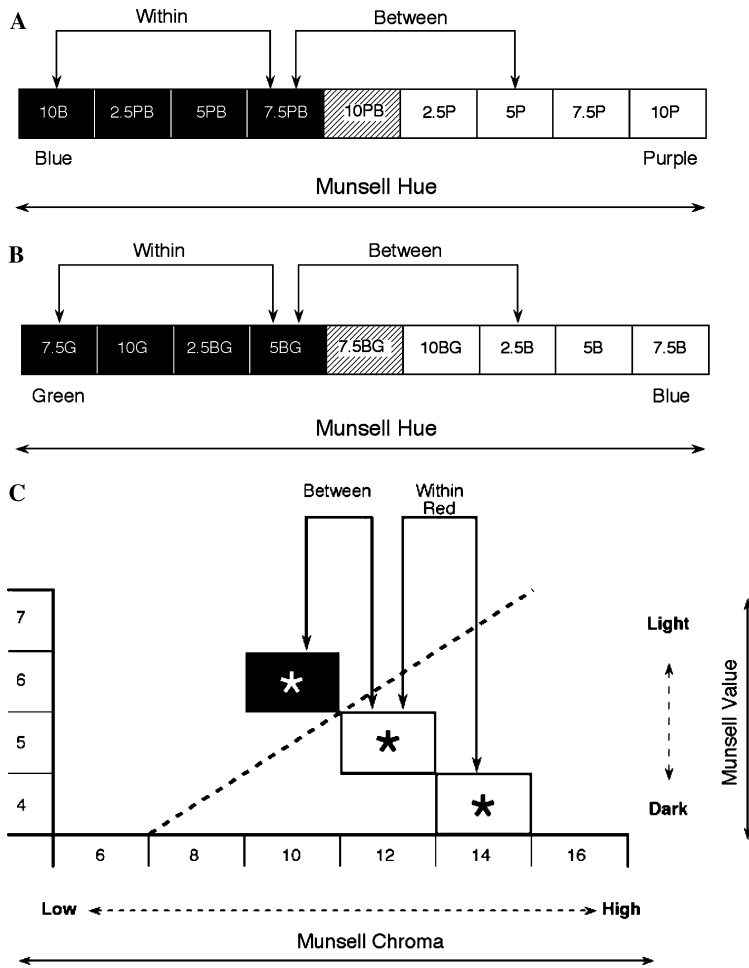 A
Within Between
10B 2.5PB 5PB 7.5PB 10PB 2.5P 5P 7.5P 10P
Blue Purple
Munsell Hue
B
Within Between
7.5G 10G 2.5BG 5BG 7.5BG 10BG 2.5B 5B 7.5B
Green Blue
Munsell Hue
C
Between Within
Red
7
Light
6
*
5
*
Munsell Value
4
*
Dark
6 8 10 12 14 16
Low High
Munsell Chroma